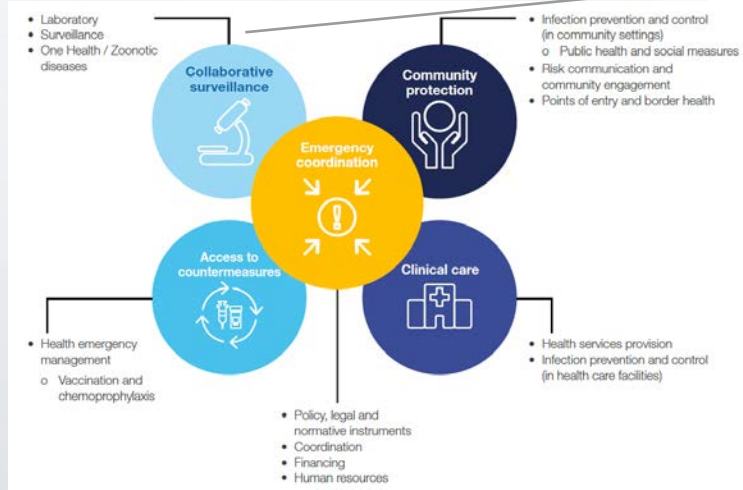 • Laboratory
• Surveillance
• One Health / Zoonotic
diseases
Collaborative
surveillance
Community
protection
• Infection prevention and control
(in community settings)
o Public health and social measures
• Risk communication and
community engagement
• Points of entry and border health
Emergency
coordination
Access to
countermeasures
Clinical care
• Health emergency
management
o Vaccination and
chemoprophylaxis
• Health services provision
• Infection prevention and control
(in health care facilities)
• Policy, legal and
normative instruments
• Coordination
• Financing
• Human resources